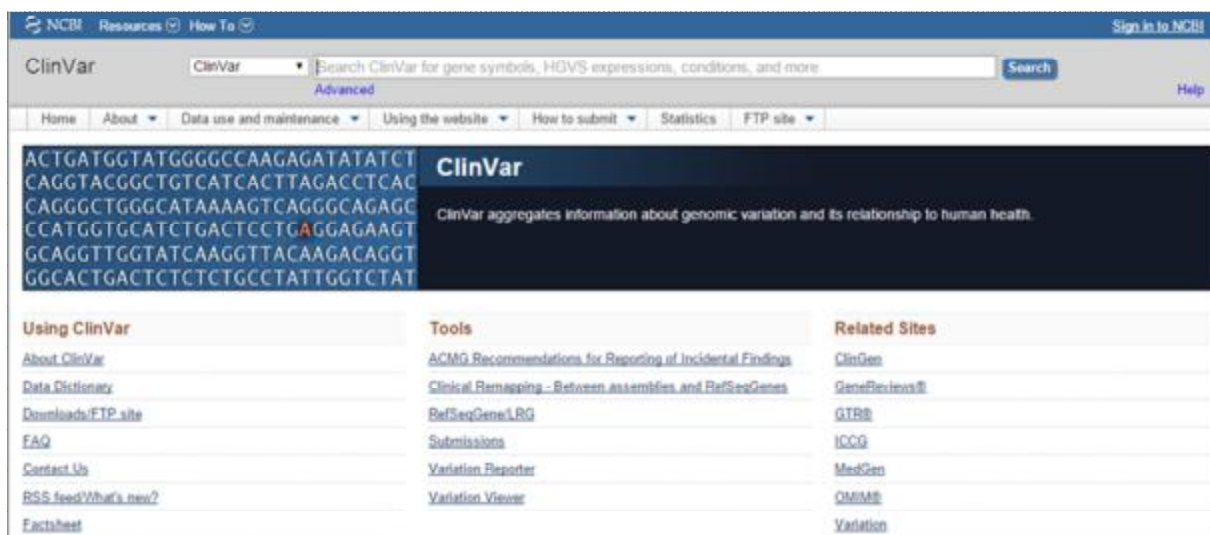 NCBI Resources How To Sign in to NCBI
ClinVar ClinVar Search ClinVar for gene symbols, HGVS expressions, conditions, and more Search
Advanced Help
Home About Data use and maintenance Using the website How to submit Statistics FTP site
ACTGATGGTATGGGGCCAAGAGATATATCT
CAGGTACGGCTGTCATCACTTAGACCTCAC
CAGGGCTGGGCATAAAAGTCAGGGCAGAGC
CCATGGTGCATCTGACTCCTGAGGAGAAGT
GCAGGTTGGTATCAAGGTTACAAGACAGGT
GGCACTGACTCTCTCTGCCTATTGGTCTAT
ClinVar
ClinVar aggregates information about genomic variation and its relationship to human health.
Using ClinVar
About ClinVar
Data Dictionary
Downloads/FTP site
FAQ
Contact Us
RSS feed/What's new?
Factsheet
Tools
ACMG Recommendations for Reporting of Incidental Findings
Clinical Remapping - Between assemblies and RefSeqGenes
RefSeqGene/LRG
Submissions
Variation Reporter
Variation Viewer
Related Sites
ClinGen
GeneReviews®
GTR®
ICCG
MedGen
OMIM®
Variation